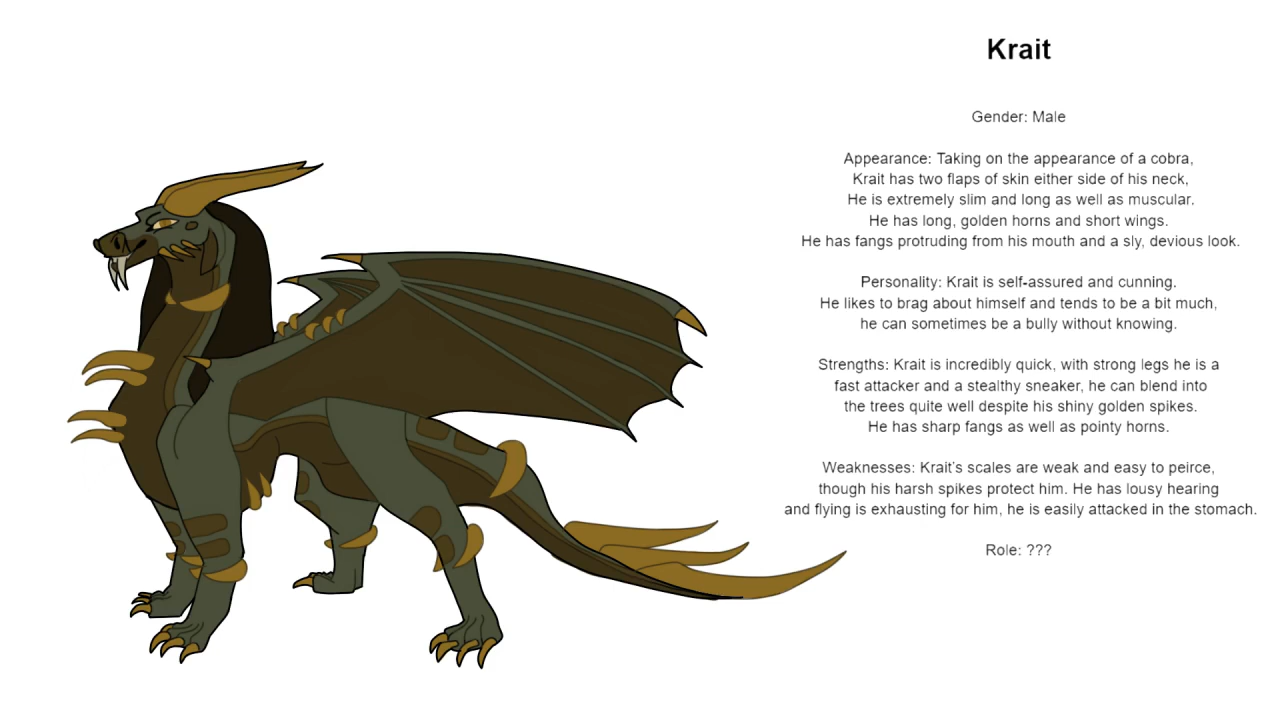 Krait
Gender: Male
Appearance: Taking on the appearance of a cobra,
Krait has two flaps of skin either side of his neck,
He is extremely slim and long as well as muscular.
He has long, golden horns and short wings.
He has fangs protruding from his mouth and a sly, devious look.
Personality: Krait is self-assured and cunning.
He likes to brag about himself and tends to be a bit much,
he can sometimes be a bully without knowing.
Strengths: Krait is incredibly quick, with strong legs he is a
fast attacker and a stealthy sneaker, he can blend into
the trees quite well despite his shiny golden spikes.
He has sharp fangs as well as pointy horns.
Weaknesses: Krait's scales are weak and easy to peirce,
though his harsh spikes protect him. He has lousy hearing
and flying is exhausting for him, he is easily attacked in the stomach.
Role: ???